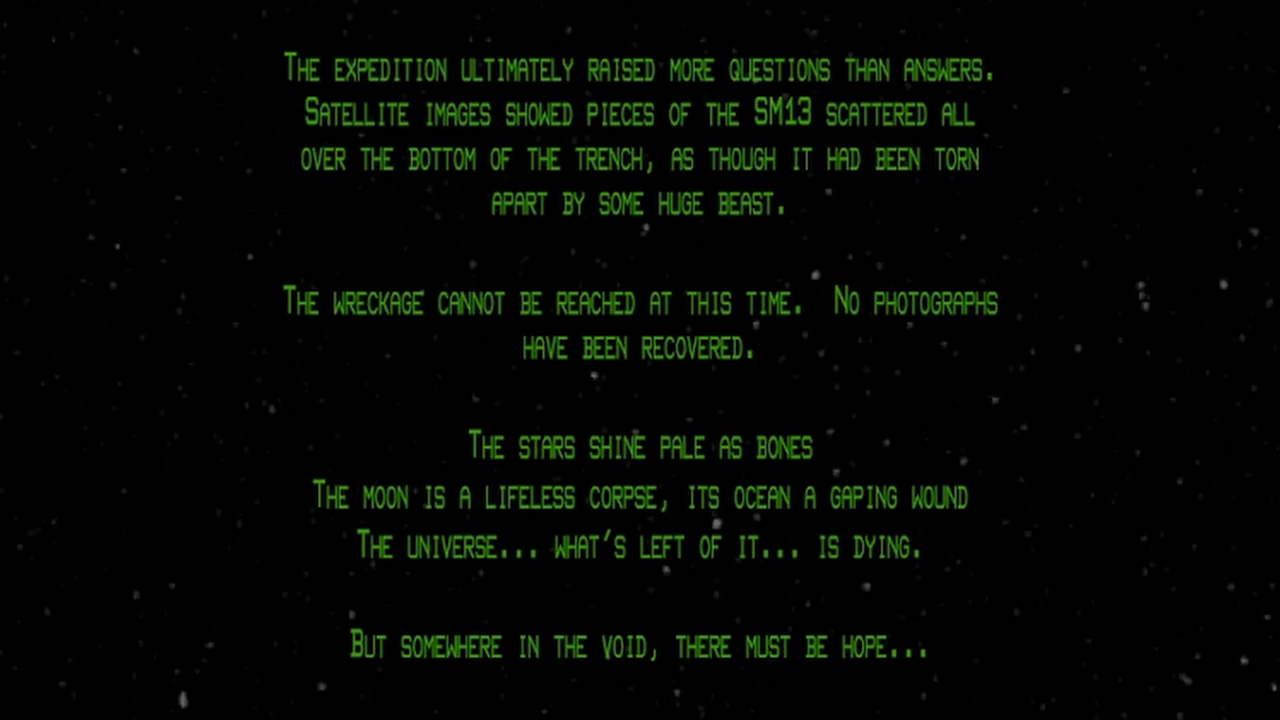 The expedition ultimately raised more questions than answers.
Satellite images showed pieces of the SM13 scattered all
over the bottom of the trench, as though it had been torn
apart by some huge beast.
The wreckage cannot be reached at this time.  No photographs
have been recovered.
The stars shine pale as bones
The moon is a lifeless corpse, its ocean a gaping wound
The universe... what's left of it... is dying.
But somewhere in the void, there must be hope...